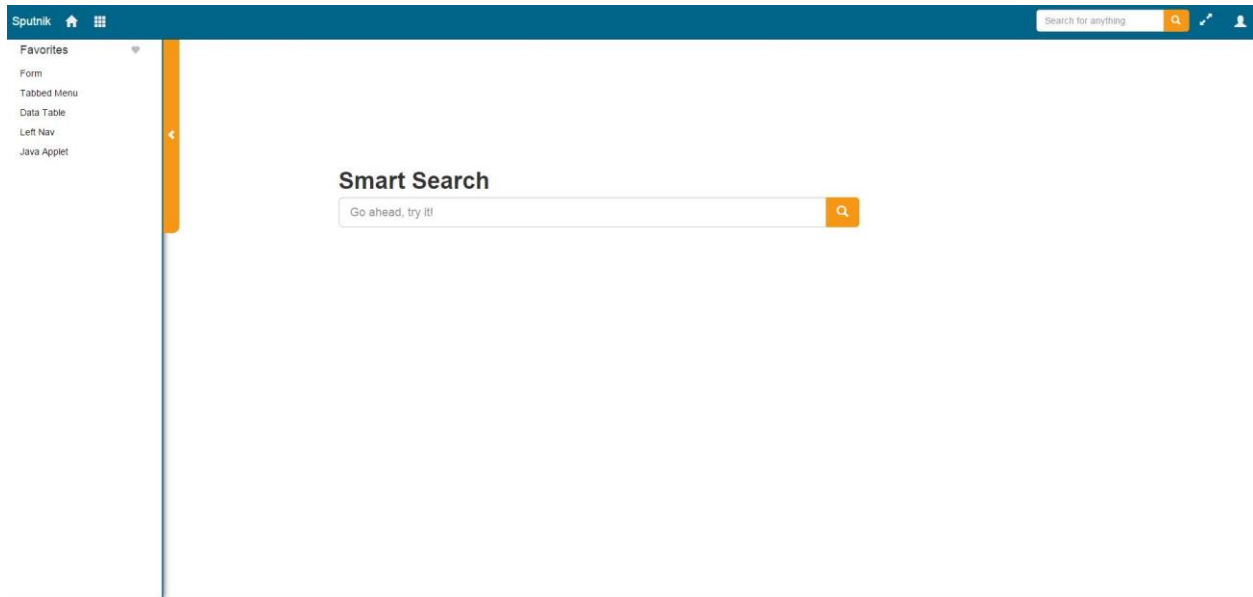 Sputnik
Search for anything
Favorites
Form
Tabbed Menu
Data Table
Left Nav
Java Applet
Smart Search
Go ahead, try it!